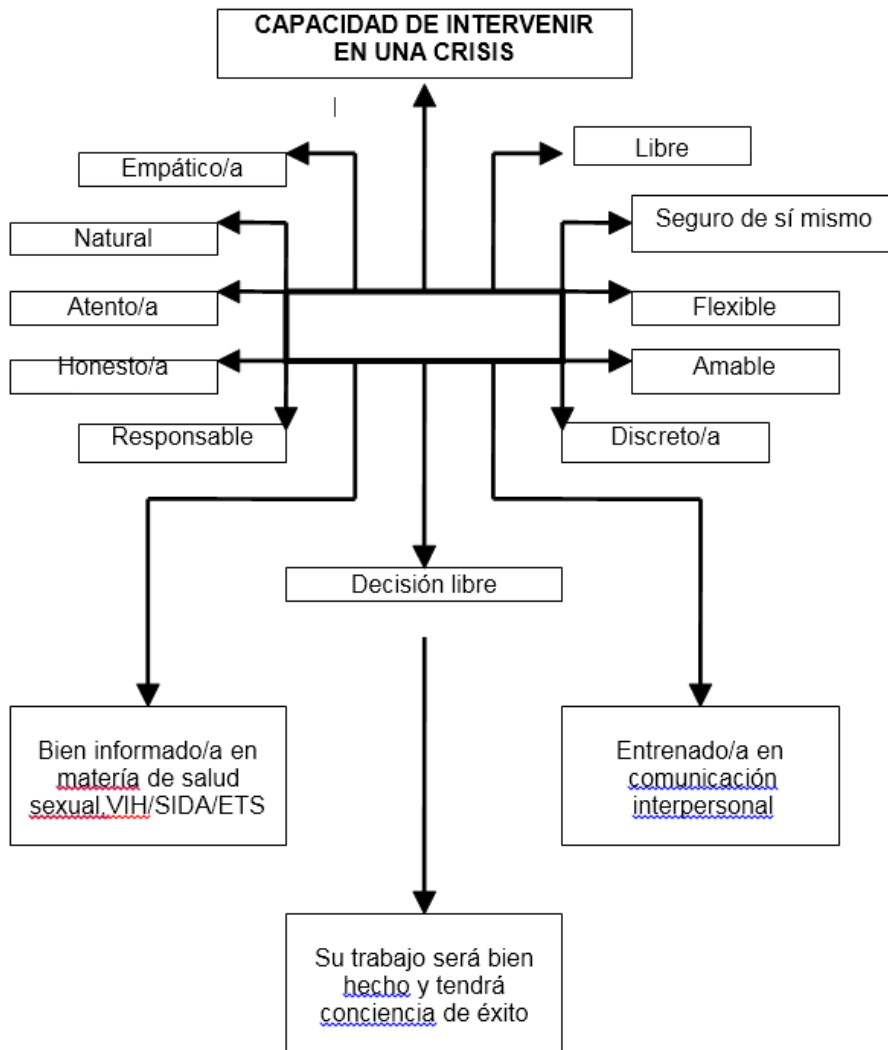 CAPACIDAD DE INTERVENIR
EN UNA CRISIS
Empático/a
Libre
Natural
Seguro de sí mismo
Atento/a
Flexible
Honesto/a
Amable
Responsable
Discreto/a
Decisión libre
Bien informado/a en
matería de salud
sexual,VIH/SIDA/ETS
Entrenado/a en
comunicación
interpersonal
Su trabajo será bien
hecho y tendrá
conciencia de éxito